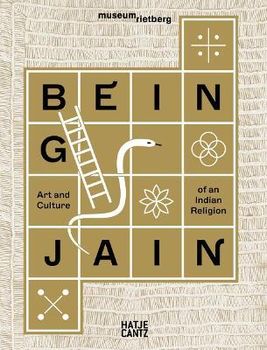 museum
rietberg
BEIN
G
Art and
Culture
of an
Indian Religion
JAIN
HATJE
CANTZ